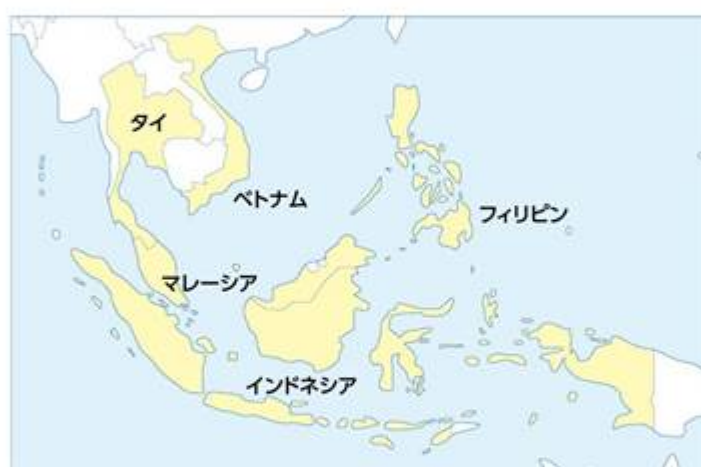 タイ
ベトナム
フィリピン
マレーシア
インドネシア